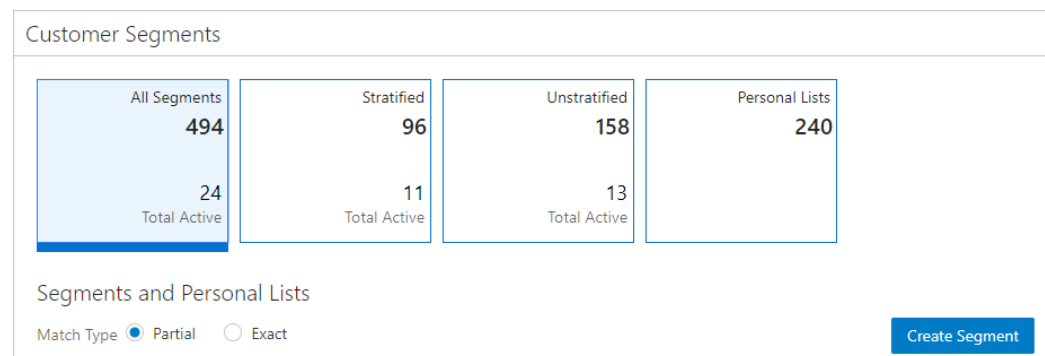 Customer Segments
All Segments
494
24
Total Active
Stratified
96
11
Total Active
Unstratified
158
13
Total Active
Personal Lists
240
Segments and Personal Lists
Match Type Partial Exact
Create Segment